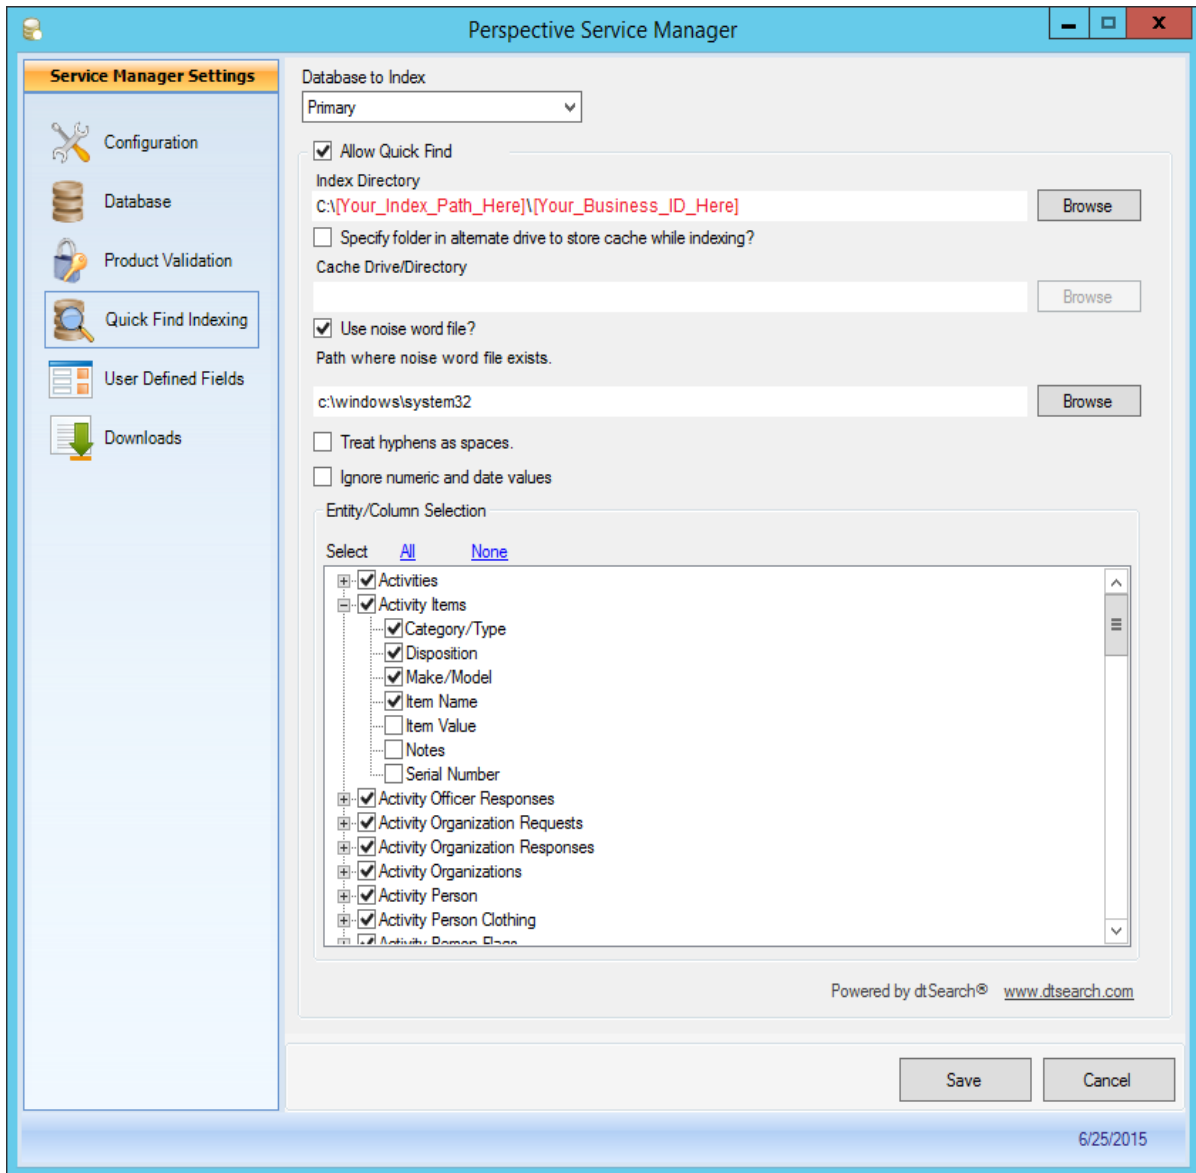 Perspective Service Manager
Service Manager Settings
Configuration
Database
Product Validation
Quick Find Indexing
User Defined Fields
Downloads
Database to Index
Primary
Allow Quick Find
Index Directory
C:\[Your_Index_Path_Here]\[Your_Business_ID_Here]
Browse
Specify folder in alternate drive to store cache while indexing?
Cache Drive/Directory
Browse
Use noise word file?
Path where noise word file exists.
c:\windows\system32
Browse
Treat hyphens as spaces.
Ignore numeric and date values
Entity/Column Selection
Select All None
Activities
Activity Items
Category/Type
Disposition
Make/Model
Item Name
Item Value
Notes
Serial Number
Activity Officer Responses
Activity Organization Requests
Activity Organization Responses
Activity Organizations
Activity Person
Activity Person Clothing
Activity Person Flags
Powered by dtSearch® www.dtsearch.com
Save
Cancel
6/25/2015